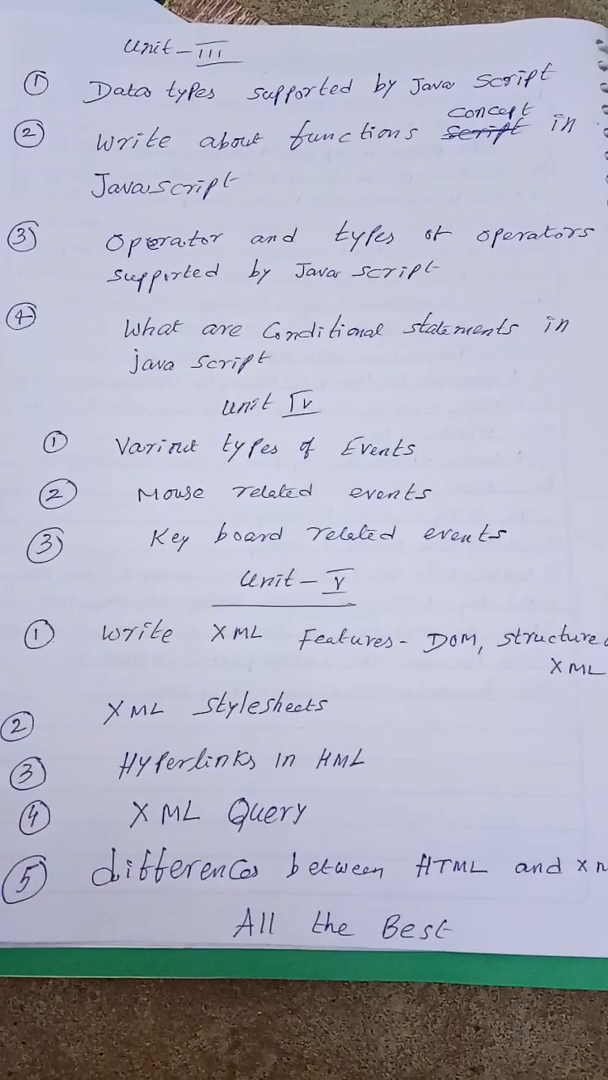 Unit - III
① Data types supported by Java Script
concept
② Write about functions script in
Javascript
③ Operator and types of operators
supported by Java script
④ What are Conditional statements in
java Script
Unit IV
① Variout types of Events
② Mouse related events
③ Key board related events
Unit - V
① Write XML Features - DOM, structure
XML
② XML Stylesheets
③ Hyperlinks in HML
④ XML Query
⑤ differences between HTML and
All the Best